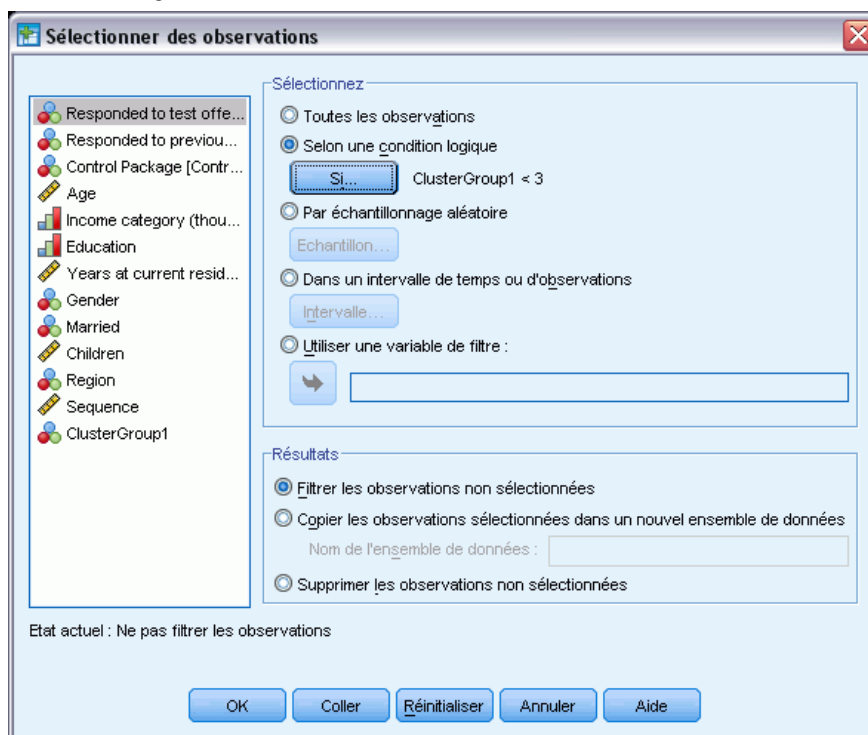 Sélectionner des observations
Responded to test offe...
Responded to previou...
Control Package [Contr...
Age
Income category (thou...
Education
Years at current resid...
Gender
Married
Children
Region
Sequence
ClusterGroup1
Sélectionnez
Toutes les observations
Selon une condition logique
Si... ClusterGroup1 < 3
Par échantillonnage aléatoire
Echantillon...
Dans un intervalle de temps ou d'observations
Intervalle...
Utiliser une variable de filtre :
Résultats
Filtrer les observations non sélectionnées
Copier les observations sélectionnées dans un nouvel ensemble de données
Nom de l'ensemble de données :
Supprimer les observations non sélectionnées
Etat actuel : Ne pas filtrer les observations
OK Coller Réinitialiser Annuler Aide